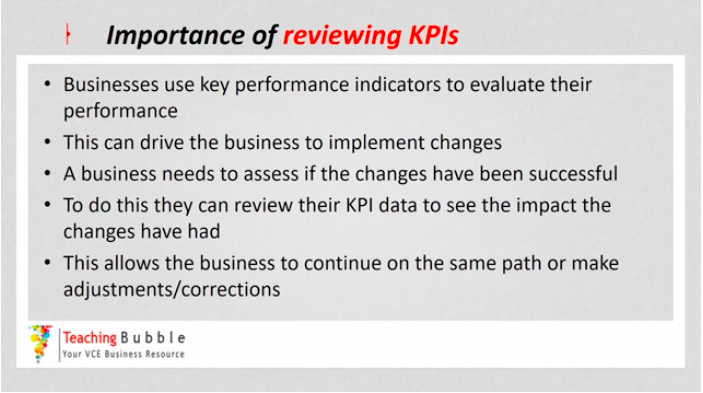 Importance of reviewing KPIs
• Businesses use key performance indicators to evaluate their
performance
• This can drive the business to implement changes
• A business needs to assess if the changes have been successful
• To do this they can review their KPI data to see the impact the
changes have had
• This allows the business to continue on the same path or make
adjustments/corrections
Teaching Bubble
Your VCE Business Resource